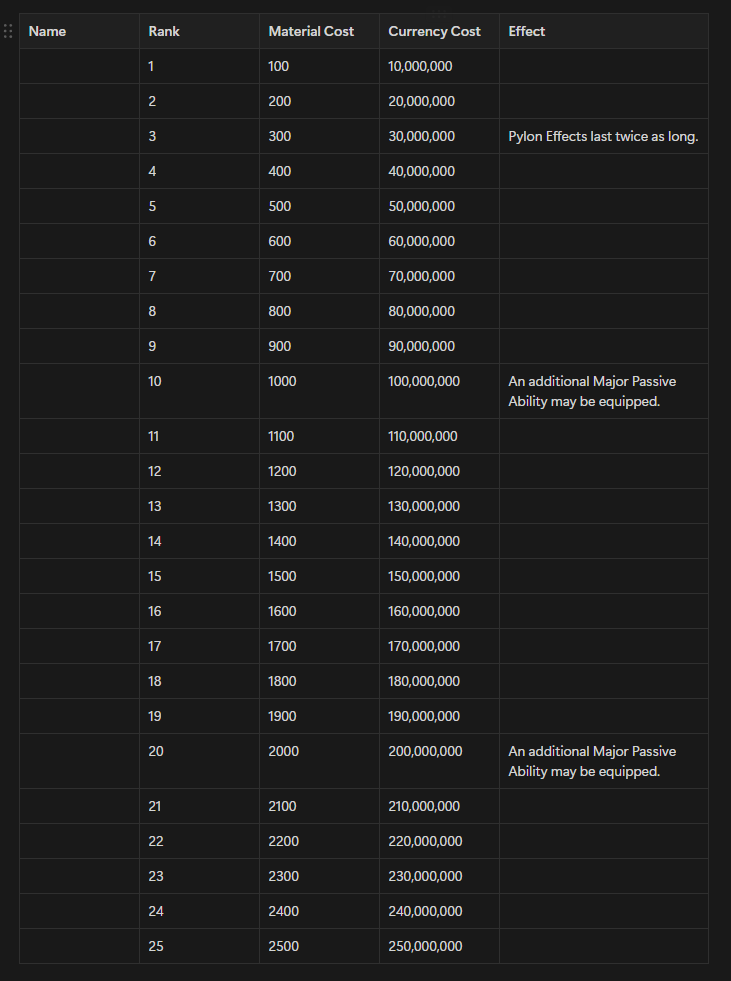 Name Rank Material Cost Currency Cost Effect
1 100 10,000,000
2 200 20,000,000
3 300 30,000,000 Pylon Effects last twice as long.
4 400 40,000,000
5 500 50,000,000
6 600 60,000,000
7 700 70,000,000
8 800 80,000,000
9 900 90,000,000
10 1000 100,000,000 An additional Major Passive
Ability may be equipped.
11 1100 110,000,000
12 1200 120,000,000
13 1300 130,000,000
14 1400 140,000,000
15 1500 150,000,000
16 1600 160,000,000
17 1700 170,000,000
18 1800 180,000,000
19 1900 190,000,000
20 2000 200,000,000 An additional Major Passive
Ability may be equipped.
21 2100 210,000,000
22 2200 220,000,000
23 2300 230,000,000
24 2400 240,000,000
25 2500 250,000,000